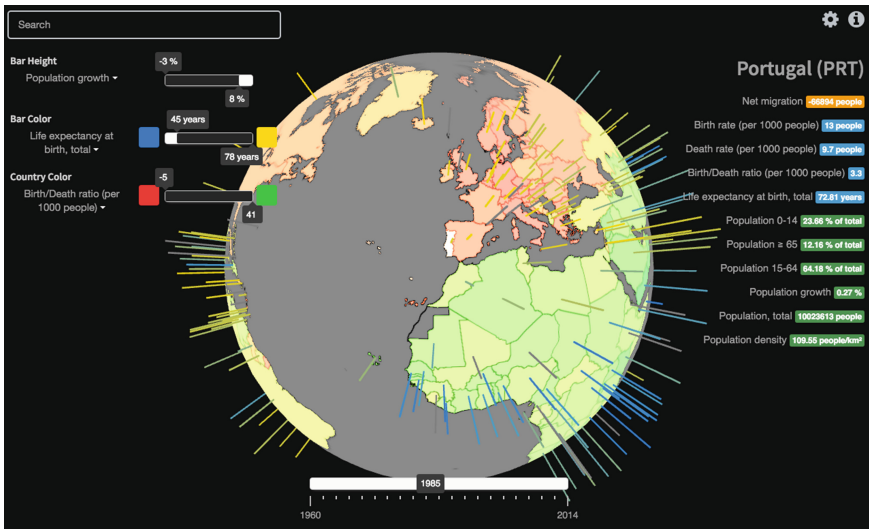 Search
Bar Height
Population growth
-3 %
8 %
Bar Color
Life expectancy at
birth, total
45 years
78 years
Country Color
Birth/Death ratio (per
1000 people)
-5
41
Portugal (PRT)
Net migration -66894 people
Birth rate (per 1000 people) 13 people
Death rate (per 1000 people) 9.7 people
Birth/Death ratio (per 1000 people) 3.3
Life expectancy at birth, total 72.81 years
Population 0-14 23.66 % of total
Population ≥ 65 12.16 % of total
Population 15-64 64.18 % of total
Population growth 0.27 %
Population, total 10023613 people
Population density 109.55 people/km²
1985
1960
2014